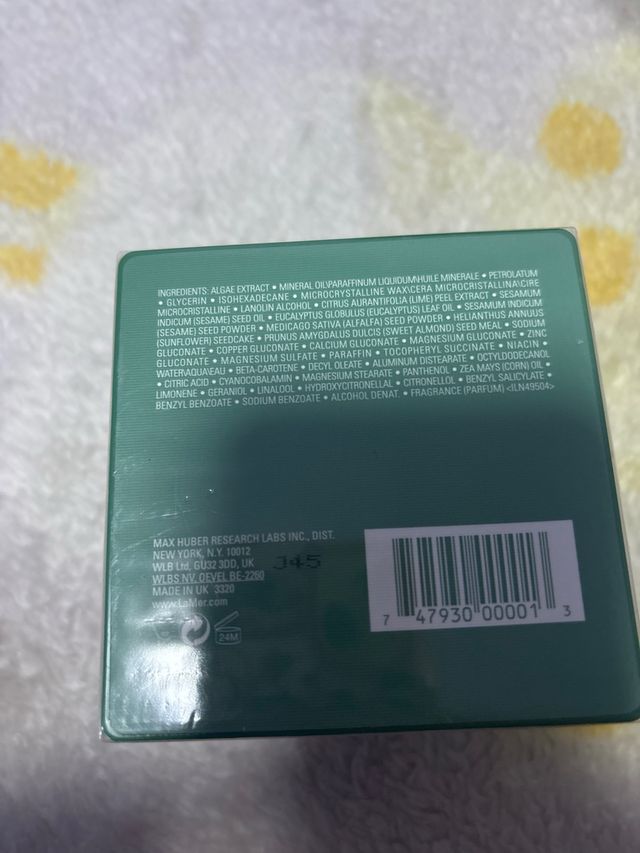 INGREDIENTS: ALGAE EXTRACT • MINERAL OIL\PARAFFINUM LIQUIDUM\HUILE MINERALE • PETROLATUM
• GLYCERIN • ISOHEXADECANE • MICROCRYSTALLINE WAX\CERA MICROCRISTALLINA\CIRE
MICROCRISTALLINE • LANOLIN ALCOHOL • CITRUS AURANTIFOLIA (LIME) PEEL EXTRACT • SESAMUM
INDICUM (SESAME) SEED OIL • EUCALYPTUS GLOBULUS (EUCALYPTUS) LEAF OIL • SESAMUM INDICUM
(SESAME) SEED POWDER • MEDICAGO SATIVA (ALFALFA) SEED POWDER • HELIANTHUS ANNUUS
(SUNFLOWER) SEEDCAKE • PRUNUS AMYGDALUS DULCIS (SWEET ALMOND) SEED MEAL • SODIUM
GLUCONATE • COPPER GLUCONATE • CALCIUM GLUCONATE • MAGNESIUM GLUCONATE • ZINC
GLUCONATE • MAGNESIUM SULFATE • PARAFFIN • TOCOPHERYL SUCCINATE • NIACIN •
WATER\AQUA\EAU • BETA-CAROTENE • DECYL OLEATE • ALUMINUM DISTEARATE • OCTYLDODECANOL
• CITRIC ACID • CYANOCOBALAMIN • MAGNESIUM STEARATE • PANTHENOL • ZEA MAYS (CORN) OIL •
LIMONENE • GERANIOL • LINALOOL • HYDROXYCITRONELLAL • CITRONELLOL • BENZYL SALICYLATE •
BENZYL BENZOATE • SODIUM BENZOATE • ALCOHOL DENAT. • FRAGRANCE (PARFUM) <ILN49504>
MAX HUBER RESEARCH LABS INC., DIST.
NEW YORK, N.Y. 10012
WLB Ltd, GU32 3DD, UK
J45
WLBS NV, OEVEL BE-2260
MADE IN UK 3320
www.LaMer.com
24M
7 47930 00001 3